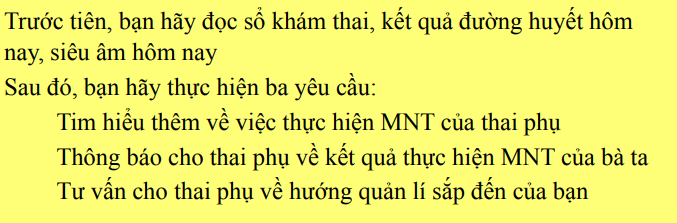 Trước tiên, bạn hãy đọc sổ khám thai, kết quả đường huyết hôm
nay, siêu âm hôm nay
Sau đó, bạn hãy thực hiện ba yêu cầu:
Tim hiểu thêm về việc thực hiện MNT của thai phụ
Thông báo cho thai phụ về kết quả thực hiện MNT của bà ta
Tư vấn cho thai phụ về hướng quản lí sắp đến của bạn